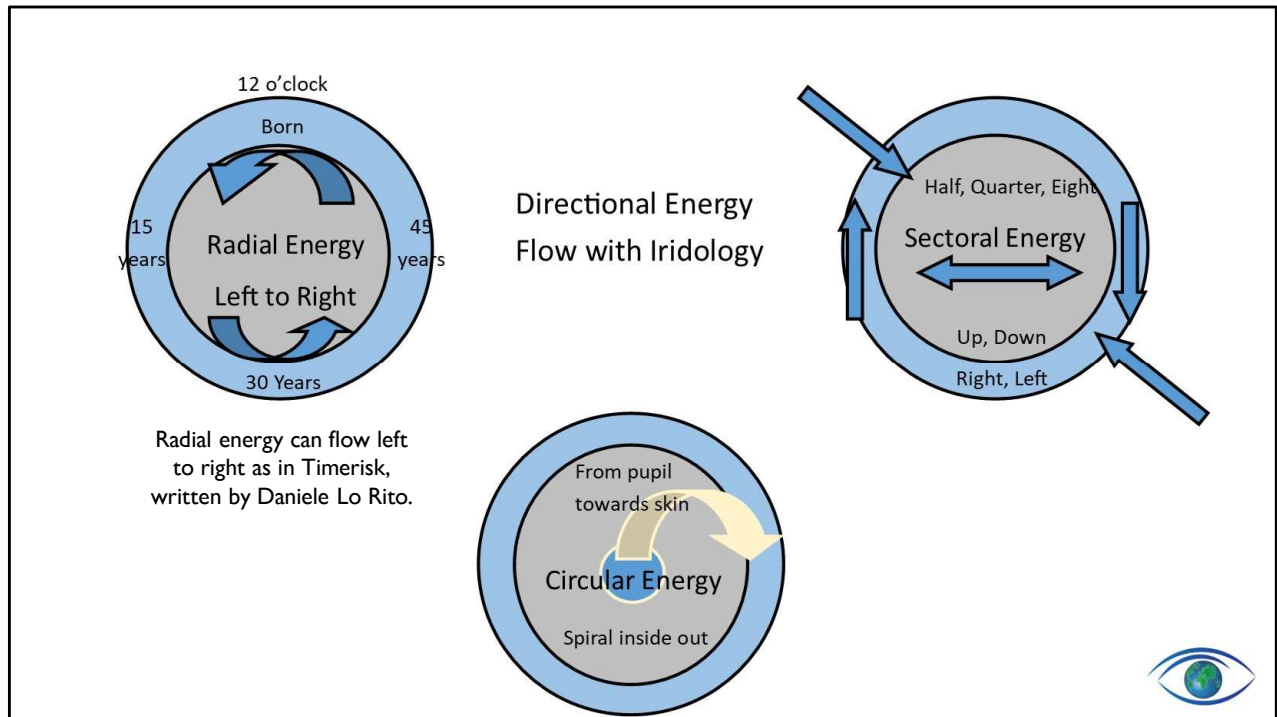 12 o’clock
Born
15
years
45
years
Radial Energy
Left to Right
30 Years
Radial energy can flow left
to right as in Timerisk,
written by Daniele Lo Rito.
Directional Energy
Flow with Iridology
Half, Quarter, Eight
Sectoral Energy
Up, Down
Right, Left
From pupil
towards skin
Circular Energy
Spiral inside out